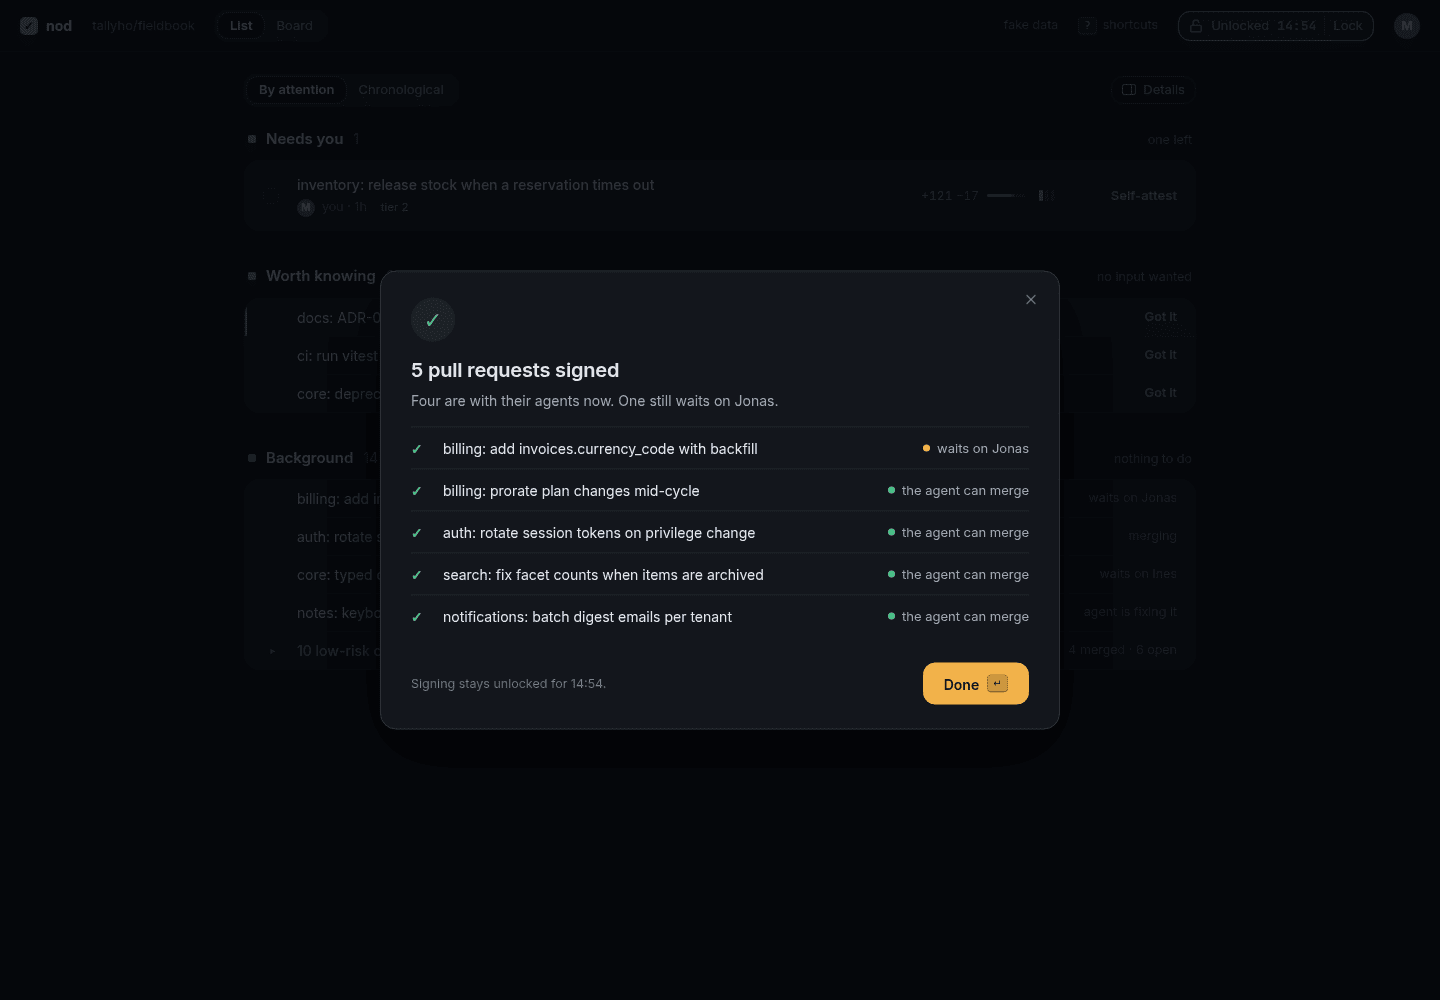 nod tallyho/fieldbook List Board fake data ? shortcuts Unlocked 14:54 Lock M
By attention Chronological Details
Needs you 1 one left
inventory: release stock when a reservation times out +121 −17 Self-attest
M you · 1h tier 2
Worth knowing no input wanted
docs: ADR-0 Got it
ci: run vitest Got it
core: deprec Got it
Background 14 nothing to do
billing: add in waits on Jonas
auth: rotate s merging
core: typed waits on Ines
notes: keybo agent is fixing it
10 low-risk 4 merged · 6 open
✓
5 pull requests signed
Four are with their agents now. One still waits on Jonas.
✓ billing: add invoices.currency_code with backfill waits on Jonas
✓ billing: prorate plan changes mid-cycle the agent can merge
✓ auth: rotate session tokens on privilege change the agent can merge
✓ search: fix facet counts when items are archived the agent can merge
✓ notifications: batch digest emails per tenant the agent can merge
Signing stays unlocked for 14:54. Done ↵